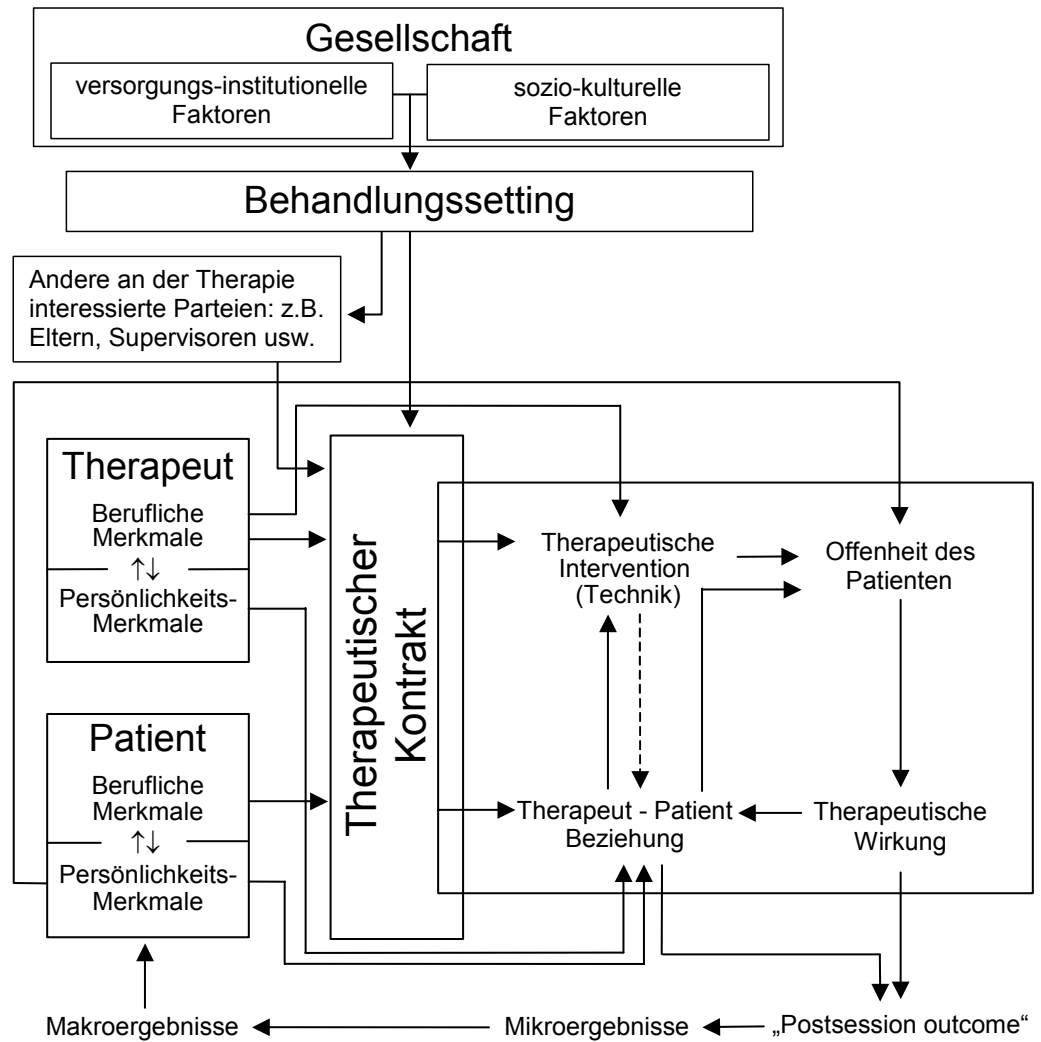 Gesellschaft
versorgungs-institutionelle
Faktoren
sozio-kulturelle
Faktoren
Behandlungssetting
Andere an der Therapie
interessierte Parteien: z.B.
Eltern, Supervisoren usw.
Therapeut
Berufliche
Merkmale
↑↓
Persönlichkeits-
Merkmale
Patient
Berufliche
Merkmale
↑↓
Persönlichkeits-
Merkmale
Therapeutischer
Kontrakt
Therapeutische
Intervention
(Technik)
Offenheit des
Patienten
Therapeut - Patient
Beziehung
Therapeutische
Wirkung
Makroergebnisse
Mikroergebnisse
„Postsession outcome“